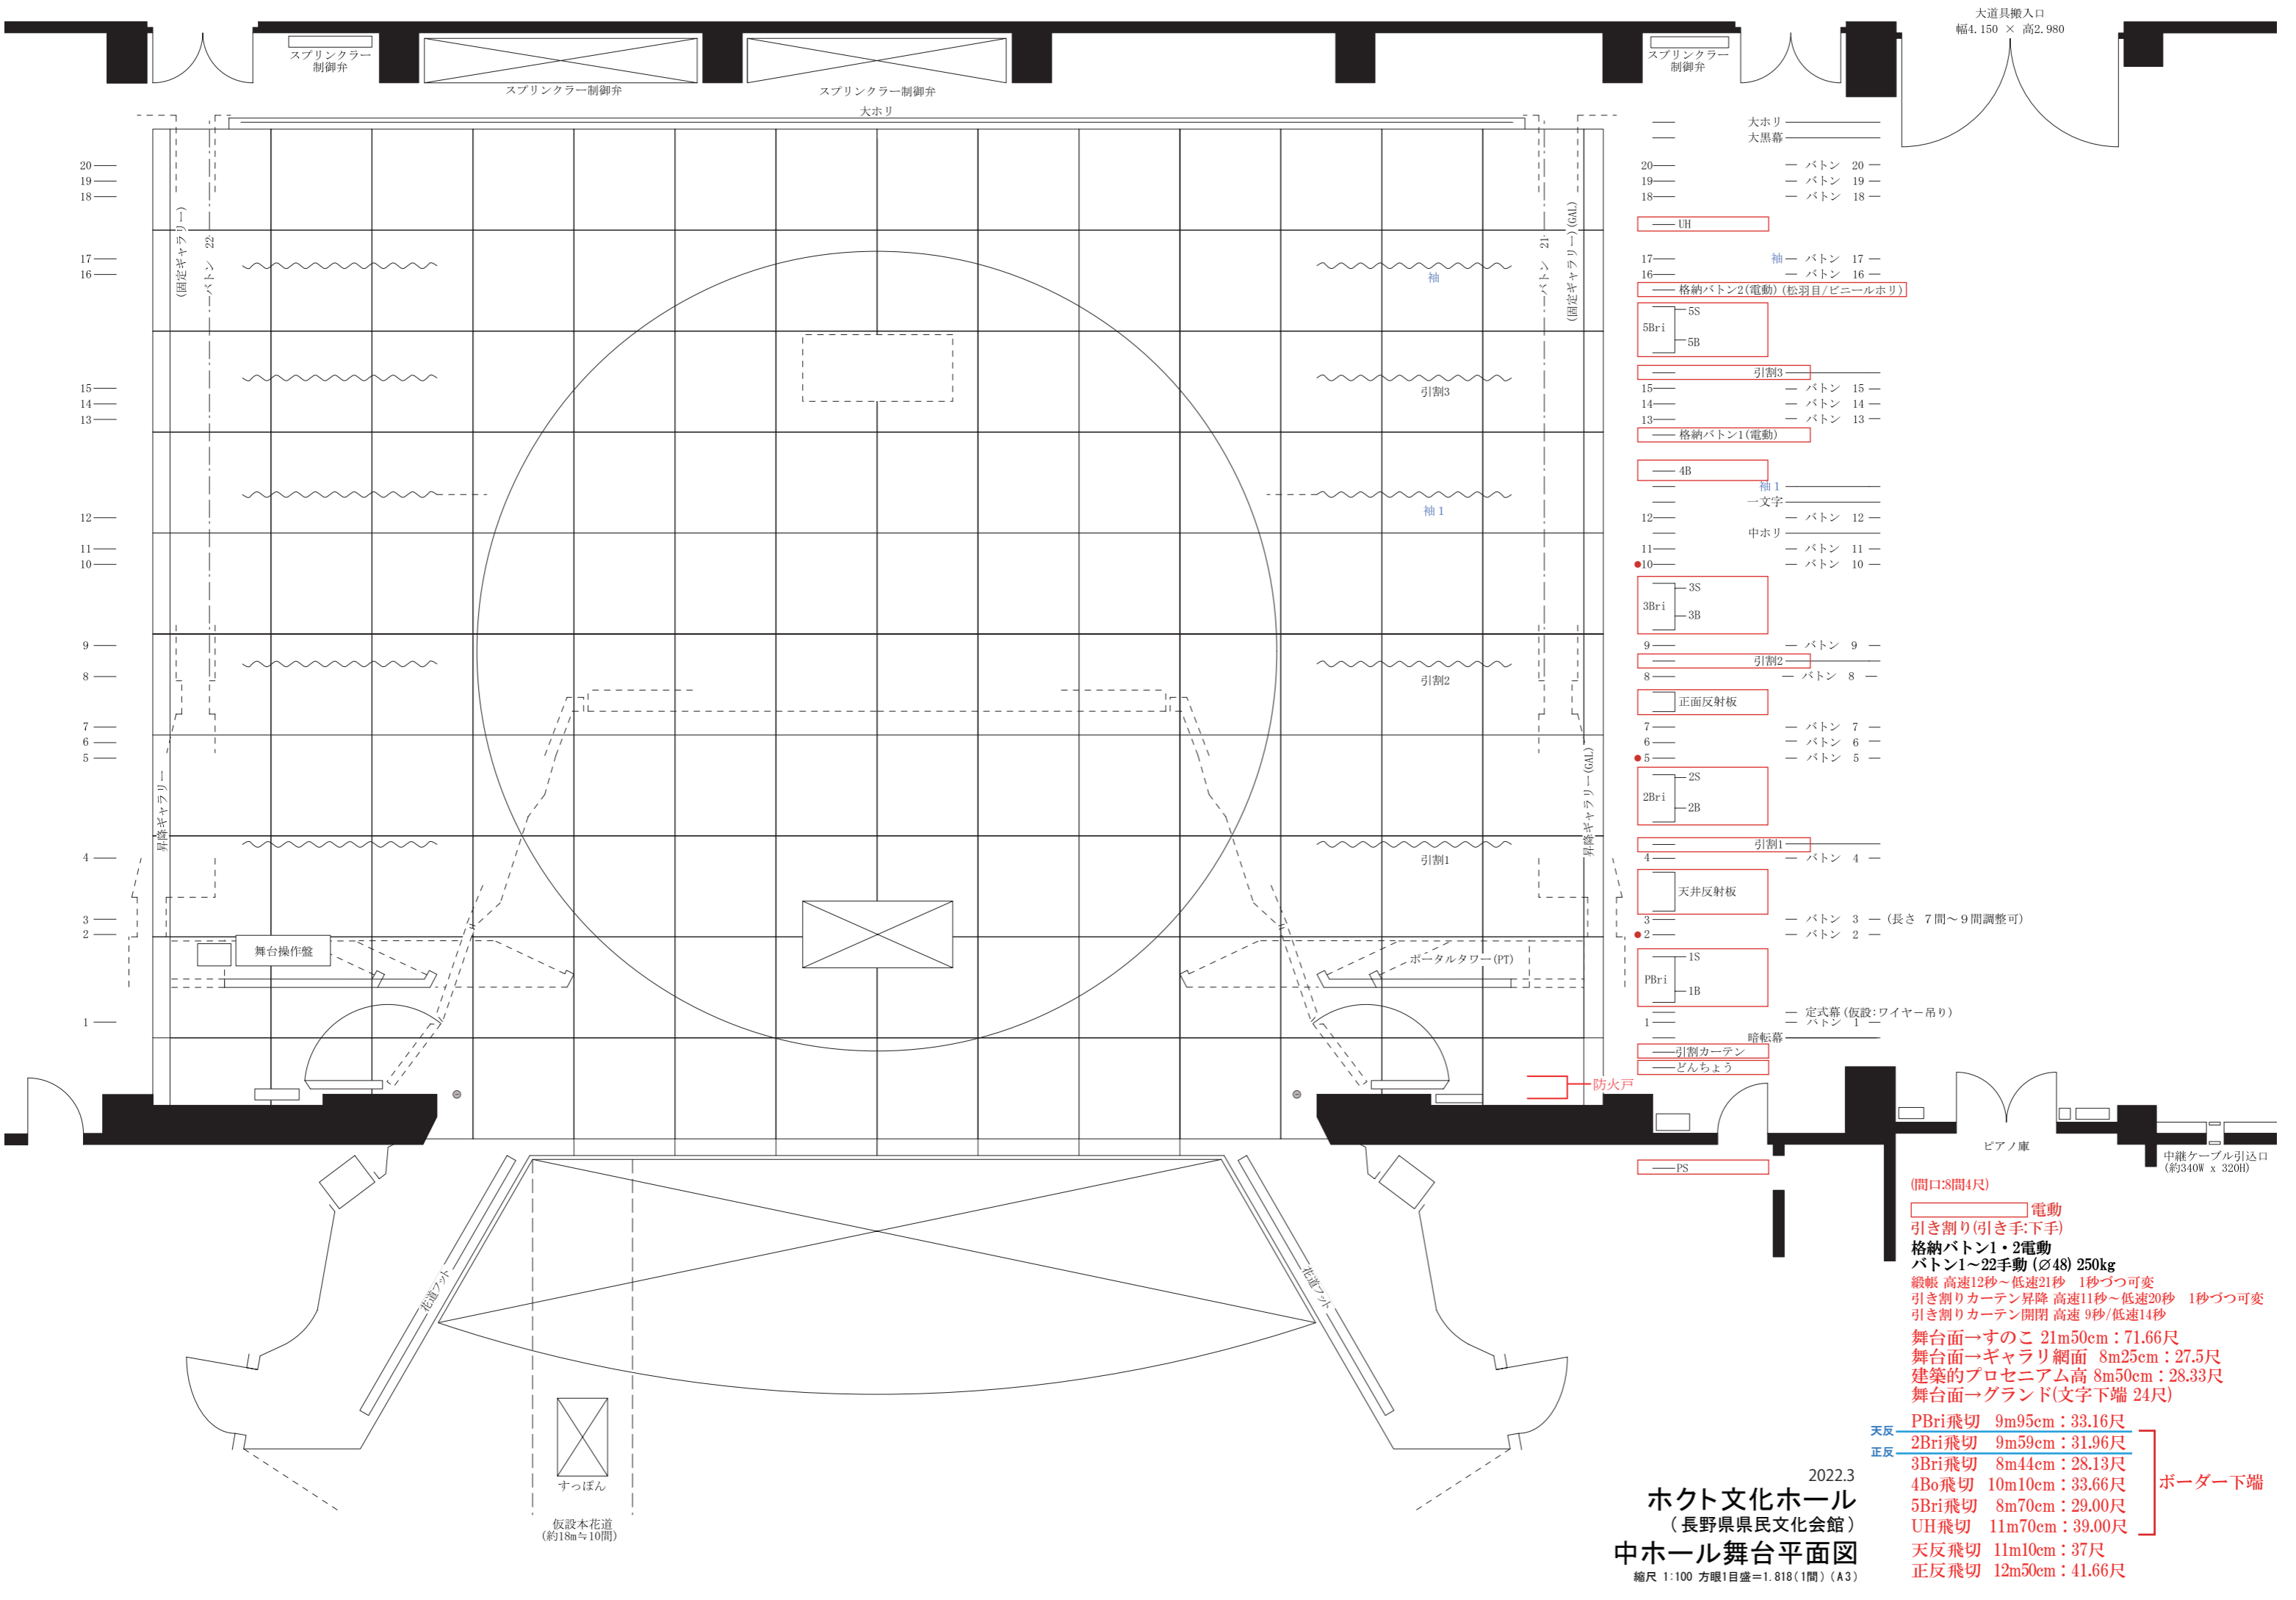 大道具搬入口
幅4.150 × 高2.980
スプリンクラー
制御弁
スプリンクラー制御弁
スプリンクラー制御弁
スプリンクラー
制御弁
大ホリ
20
19
18
17
16
15
14
13
12
11
10
9
8
7
6
5
4
3
2
1
(固定ギャラリー)
バトン 22
昇降ギャラリー
舞台操作盤
袖
引割3
袖1
引割2
引割1
ポータルタワー(PT)
バトン 21
(固定ギャラリー)(GAL)
昇降ギャラリー(GAL)
大ホリ
大黒幕
20 バトン 20
19 バトン 19
18 バトン 18
UH
17 袖 バトン 17
16 バトン 16
格納バトン2(電動)(松羽目/ビニールホリ)
5S
5Bri
5B
引割3
15 バトン 15
14 バトン 14
13 バトン 13
格納バトン1(電動)
4B
袖1
一文字
12 バトン 12
中ホリ
11 バトン 11
●10 バトン 10
3S
3Bri
3B
9 バトン 9
引割2
8 バトン 8
正面反射板
7 バトン 7
6 バトン 6
●5 バトン 5
2S
2Bri
2B
引割1
4 バトン 4
天井反射板
3 バトン 3 (長さ 7間~9間調整可)
●2 バトン 2
1S
PBri
1B
定式幕(仮設:ワイヤー吊り)
1 バトン 1
暗転幕
引割カーテン
どんちょう
防火戸
PS
ピアノ庫
中継ケーブル引込口
(約340W x 320H)
花道フット
花道フット
すっぽん
仮設本花道
(約18m≒10間)
(間口:8間4尺)
電動
引き割り(引き手:下手)
格納バトン1・2電動
バトン1~22手動 (∅48) 250kg
緞帳 高速12秒~低速21秒 1秒づつ可変
引き割りカーテン昇降 高速11秒~低速20秒 1秒づつ可変
引き割りカーテン開閉 高速 9秒/低速14秒
舞台面→すのこ 21m50cm:71.66尺
舞台面→ギャラリ網面 8m25cm:27.5尺
建築的プロセニアム高 8m50cm:28.33尺
舞台面→グランド(文字下端 24尺)
PBri飛切 9m95cm:33.16尺
天反
2Bri飛切 9m59cm:31.96尺
正反
3Bri飛切 8m44cm:28.13尺
4Bo飛切 10m10cm:33.66尺
5Bri飛切 8m70cm:29.00尺
UH飛切 11m70cm:39.00尺
ボーダー下端
天反飛切 11m10cm:37尺
正反飛切 12m50cm:41.66尺
2022.3
ホクト文化ホール
(長野県県民文化会館)
中ホール舞台平面図
縮尺 1:100 方眼1目盛=1.818(1間)(A3)